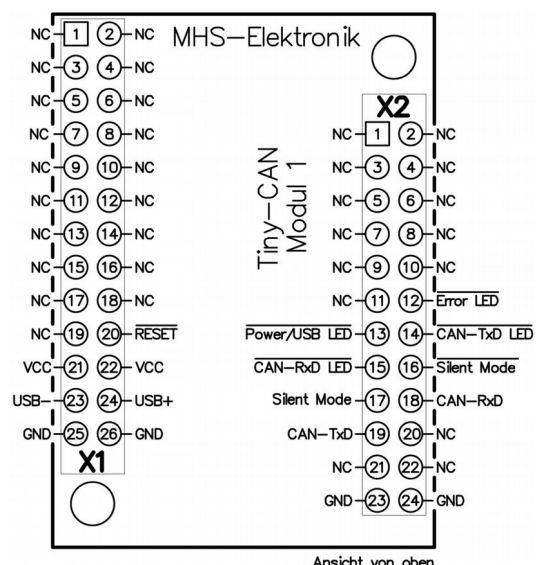 MHS-Elektronik
Tiny-CAN
Modul 1
NC 1 2 NC
NC 3 4 NC
NC 5 6 NC
NC 7 8 NC
NC 9 10 NC
NC 11 12 NC
NC 13 14 NC
NC 15 16 NC
NC 17 18 NC
NC 19 20 RESET
VCC 21 22 VCC
USB- 23 24 USB+
GND 25 26 GND
X1
X2
NC 1 2 NC
NC 3 4 NC
NC 5 6 NC
NC 7 8 NC
NC 9 10 NC
NC 11 12 Error LED
Power/USB LED 13 14 CAN-TxD LED
CAN-RxD LED 15 16 Silent Mode
Silent Mode 17 18 CAN-RxD
CAN-TxD 19 20 NC
NC 21 22 NC
GND 23 24 GND
Ansicht von oben